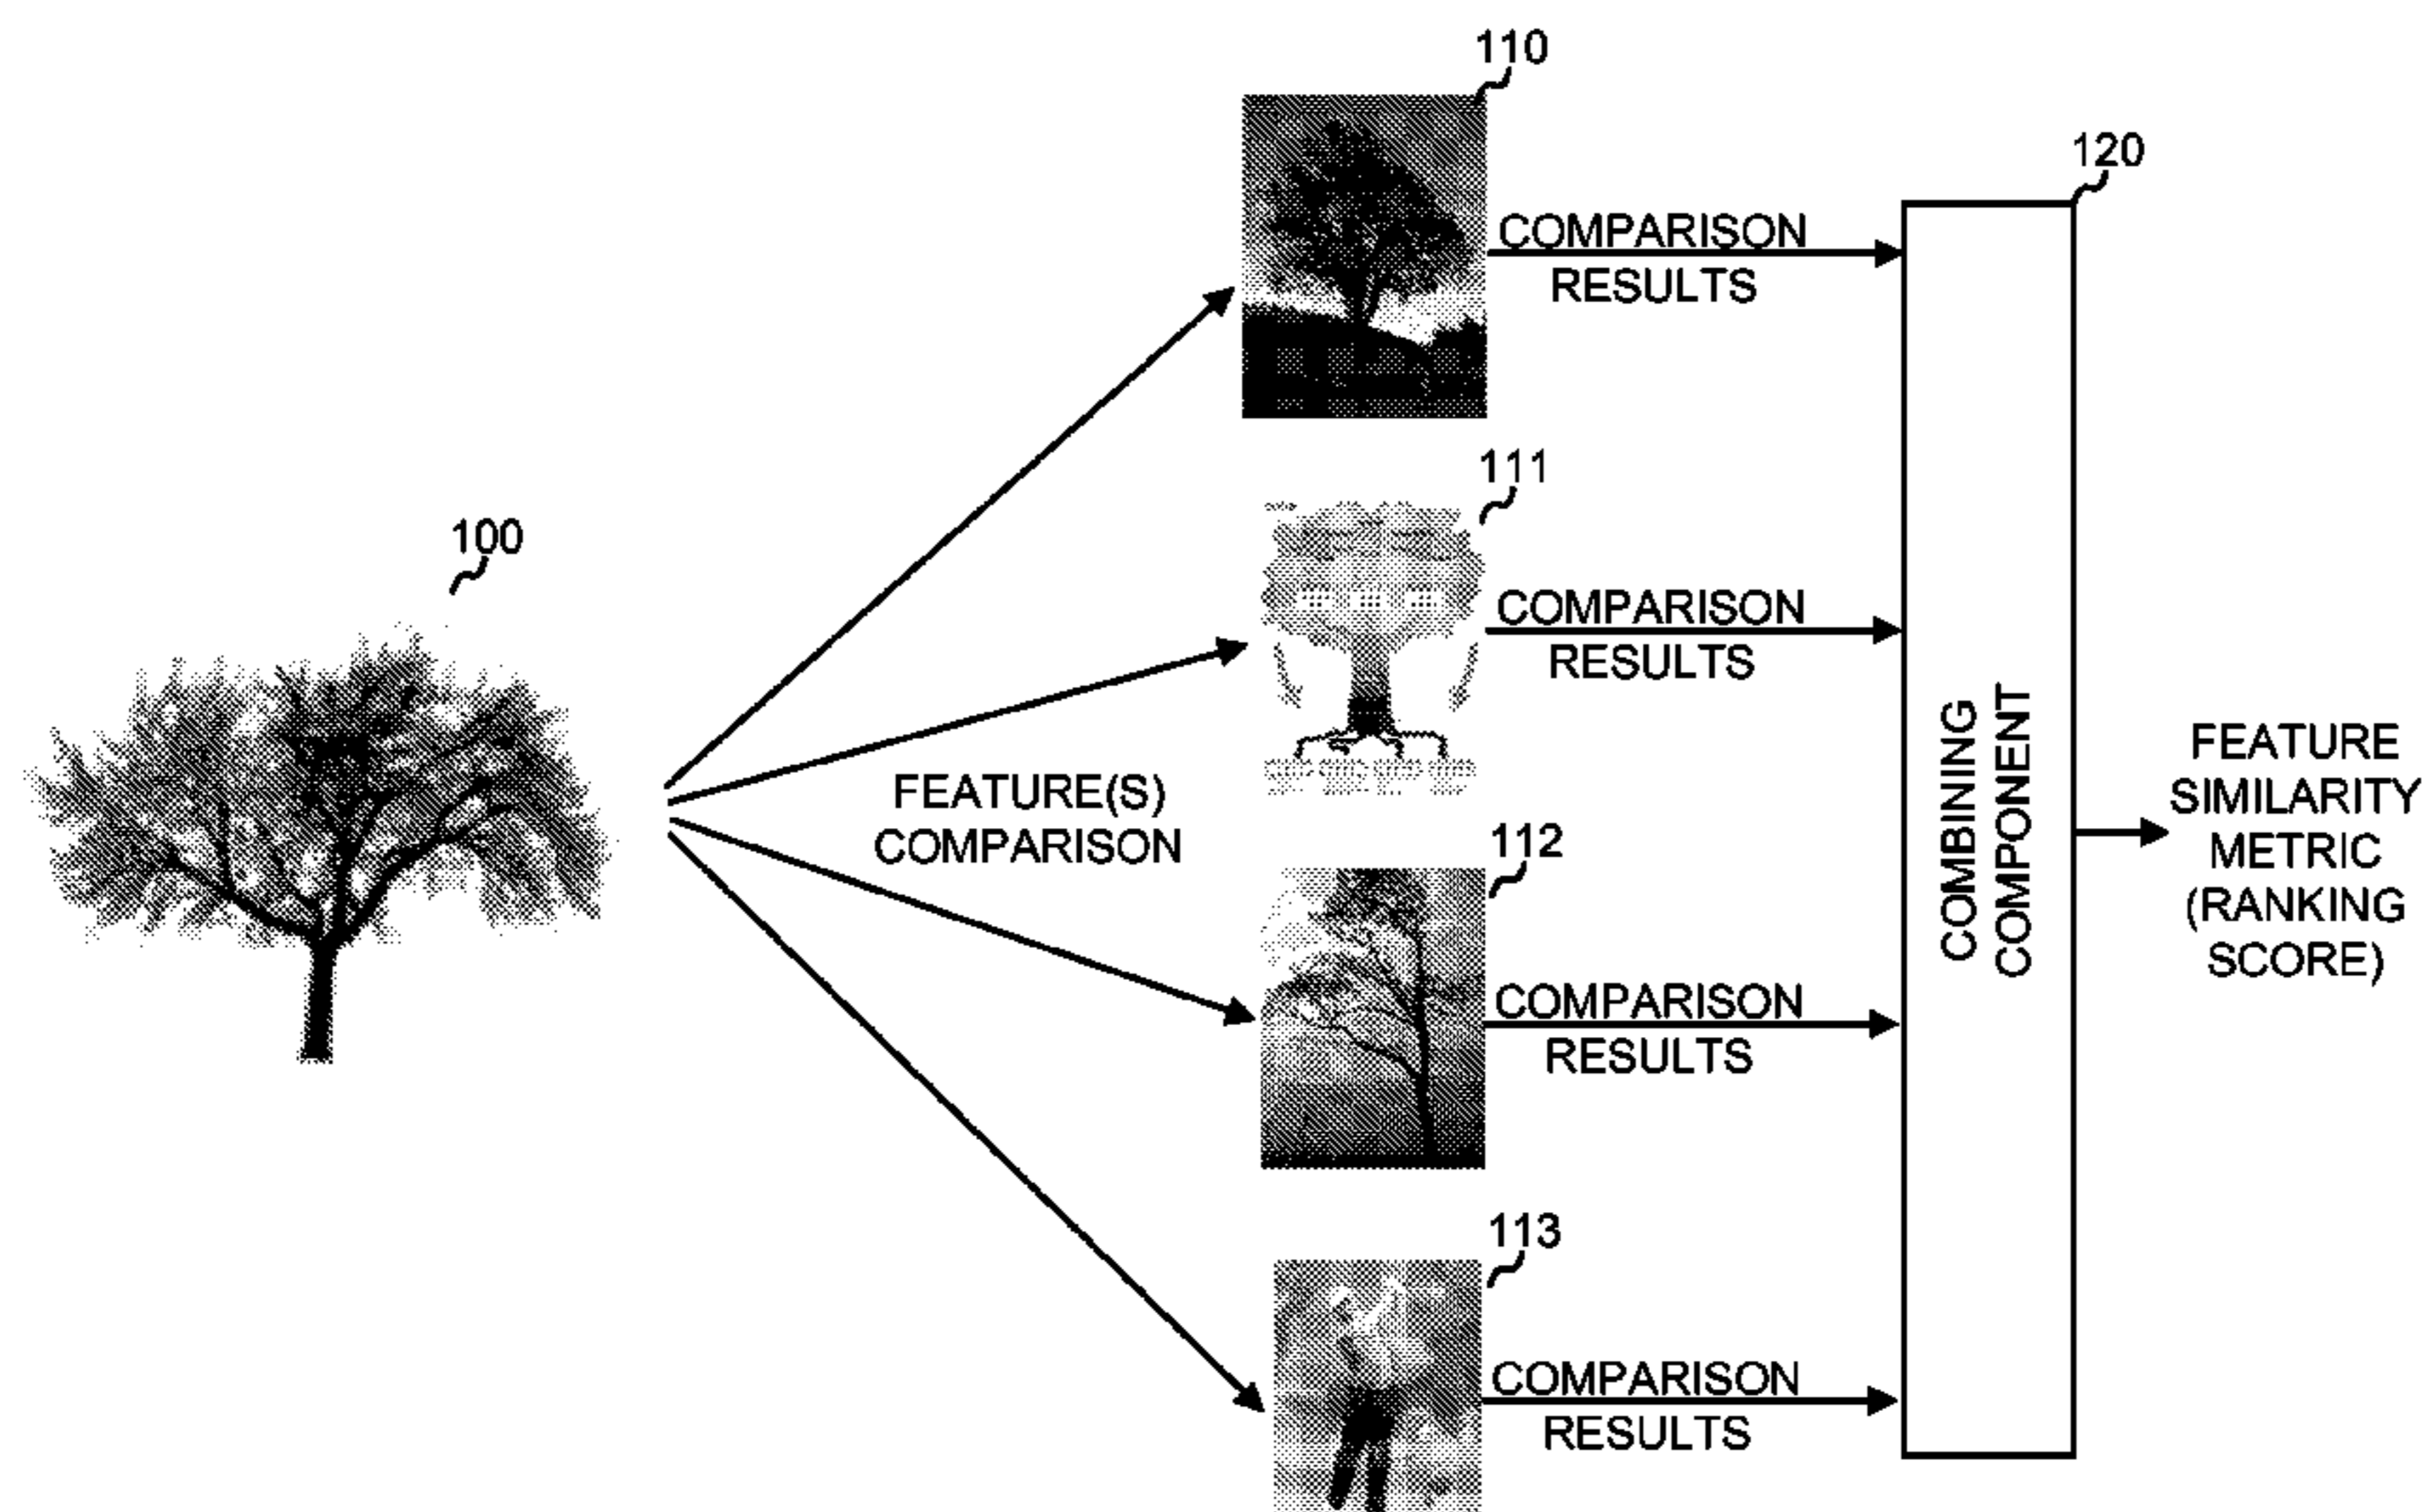 110
120
COMPARISON
RESULTS
111
100
COMPARISON
RESULTS
FEATURE(S)
COMPARISON
112
COMBINING
COMPONENT
FEATURE
SIMILARITY
METRIC
(RANKING
SCORE)
COMPARISON
RESULTS
113
COMPARISON
RESULTS